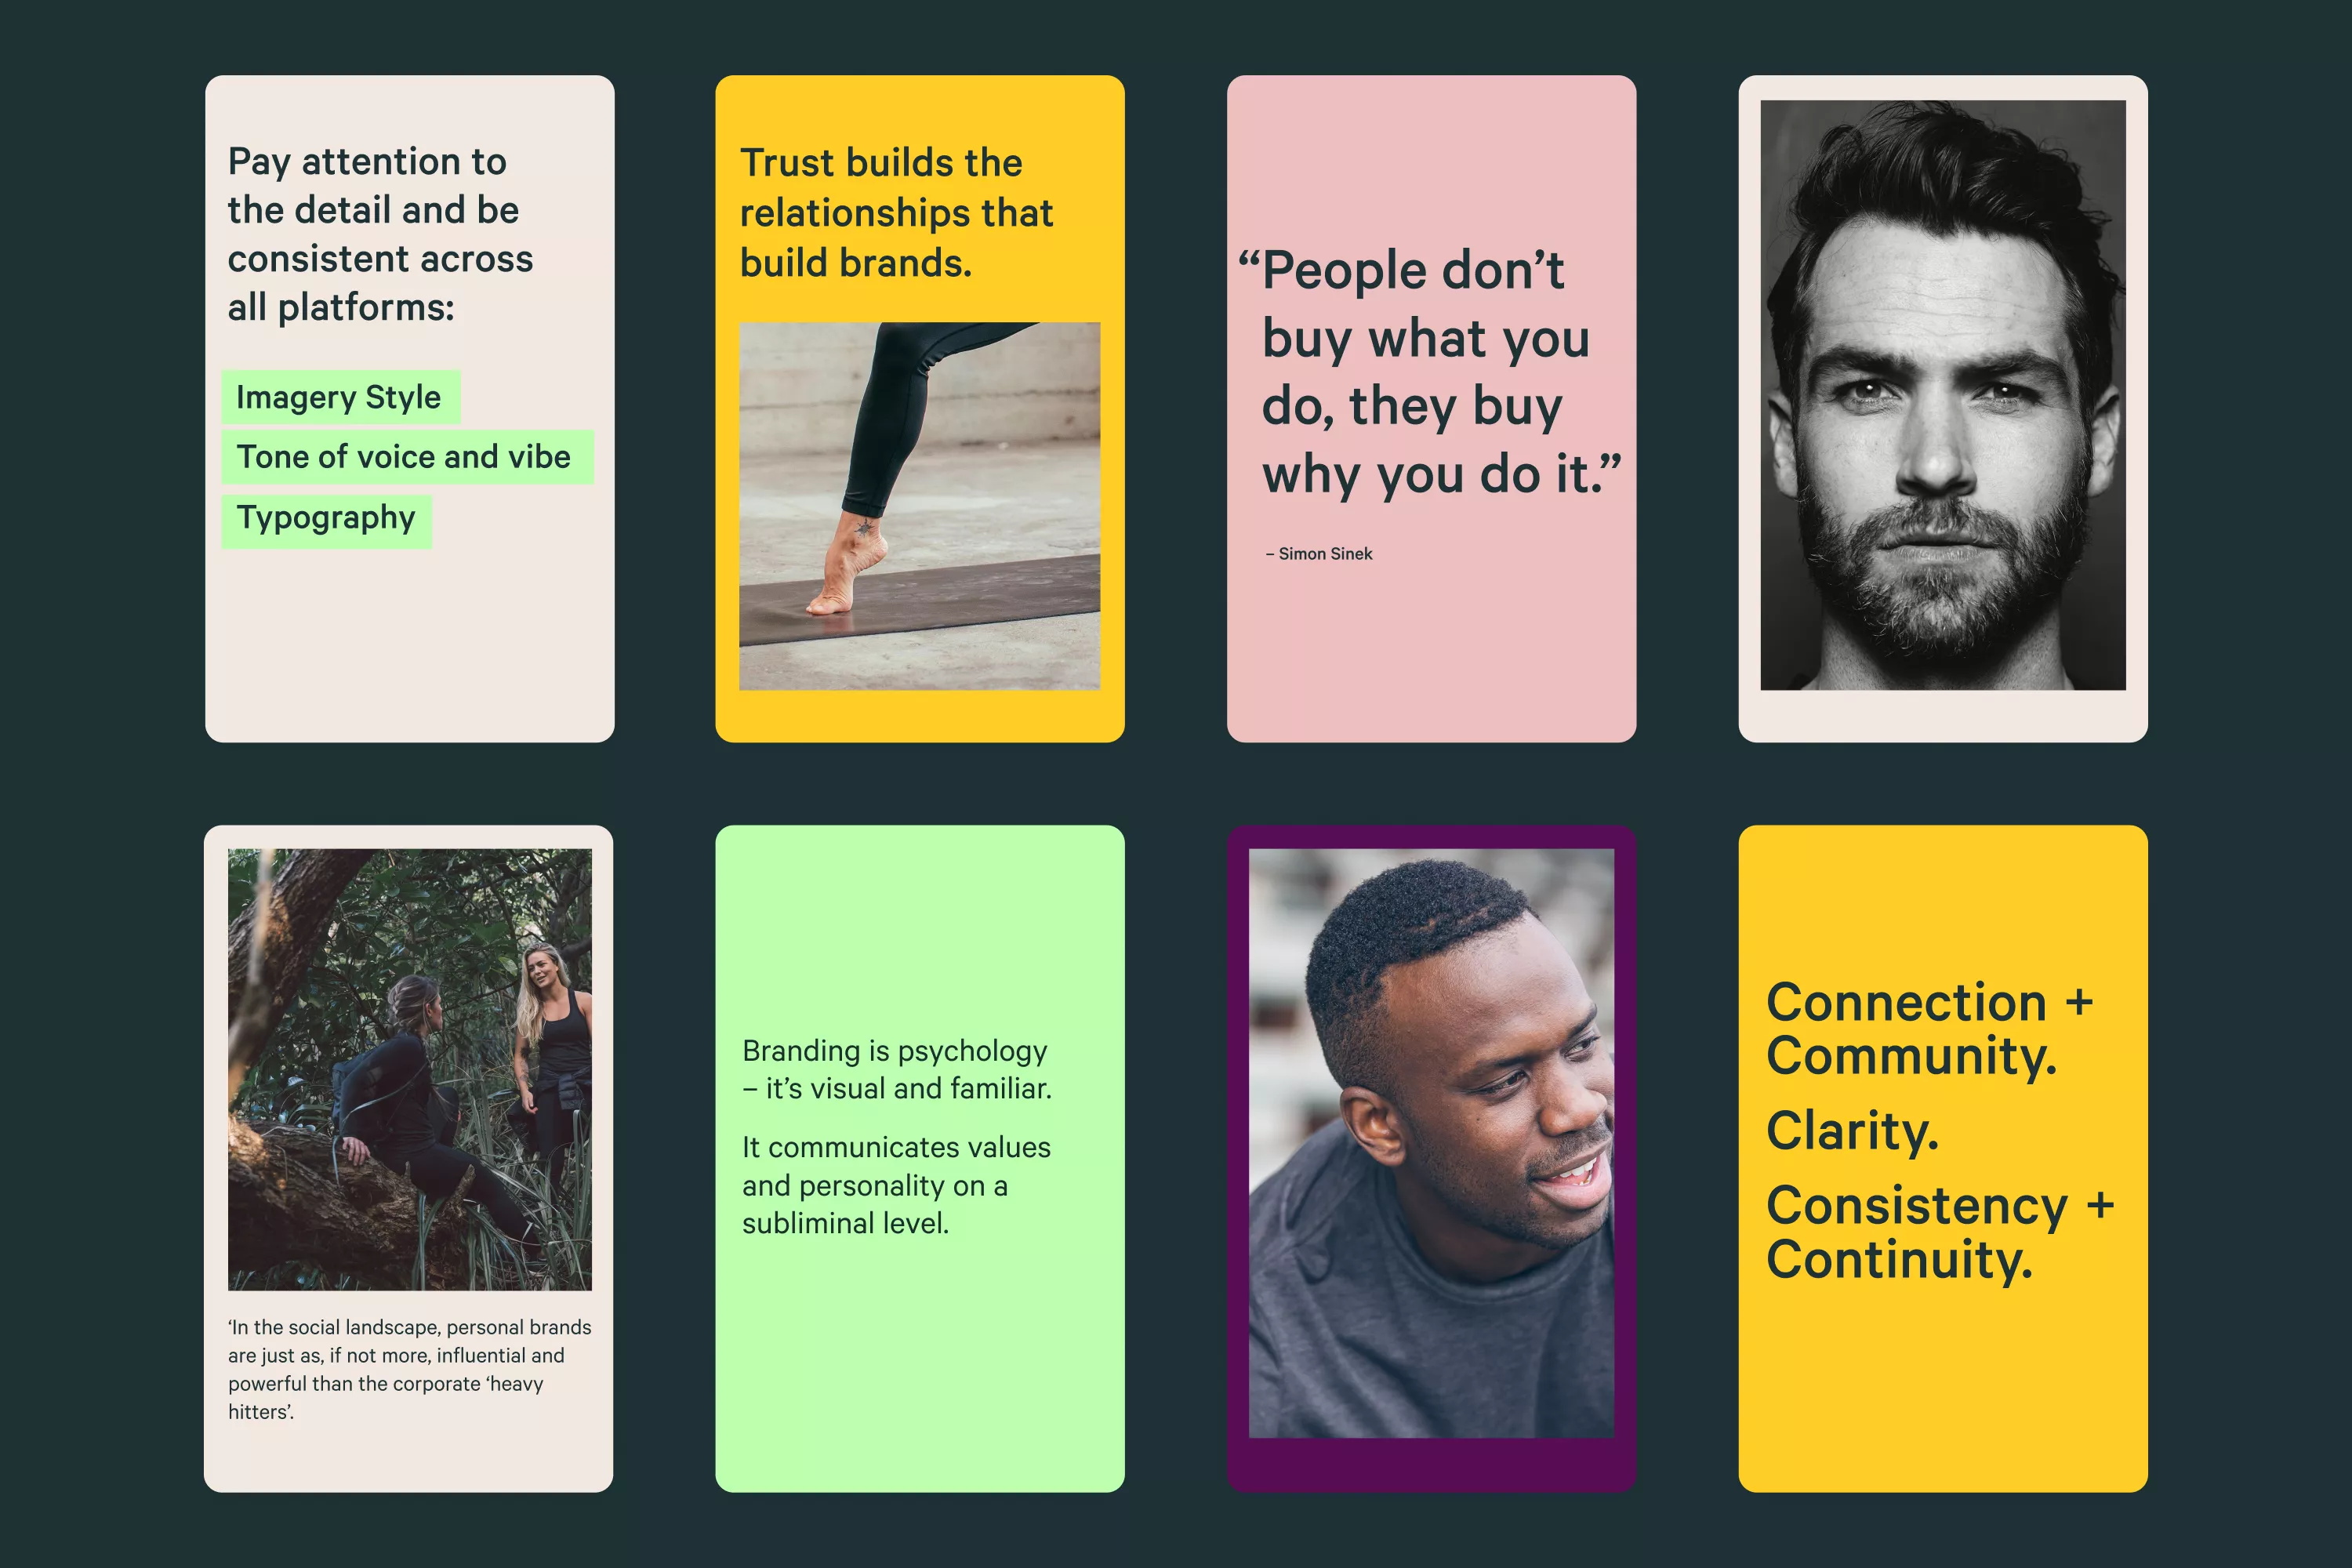 Pay attention to
the detail and be
consistent across
all platforms:
Imagery Style
Tone of voice and vibe
Typography
Trust builds the
relationships that
build brands.
“People don’t
buy what you
do, they buy
why you do it.”
– Simon Sinek
‘In the social landscape, personal brands
are just as, if not more, influential and
powerful than the corporate ‘heavy
hitters’.
Branding is psychology
– it’s visual and familiar.
It communicates values
and personality on a
subliminal level.
Connection +
Community.
Clarity.
Consistency +
Continuity.